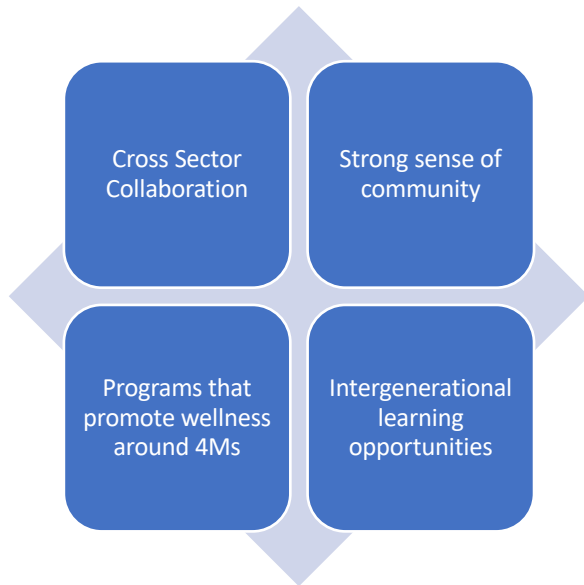 Cross Sector
Collaboration
Strong sense of
community
Programs that
promote wellness
around 4Ms
Intergenerational
learning
opportunities